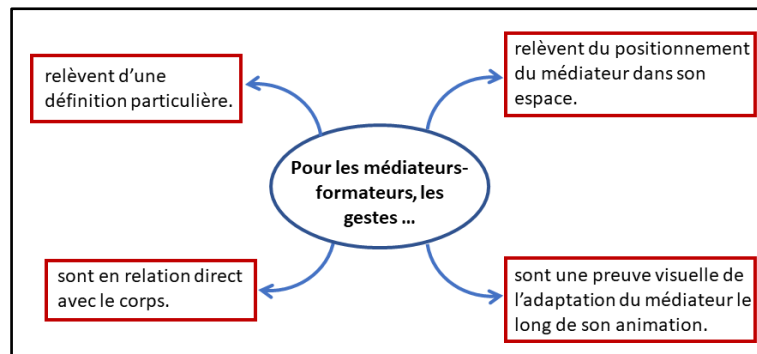 relèvent d’une
définition particulière.
relèvent du positionnement
du médiateur dans son
espace.
Pour les médiateurs-
formateurs, les
gestes ...
sont en relation direct
avec le corps.
sont une preuve visuelle de
l’adaptation du médiateur le
long de son animation.